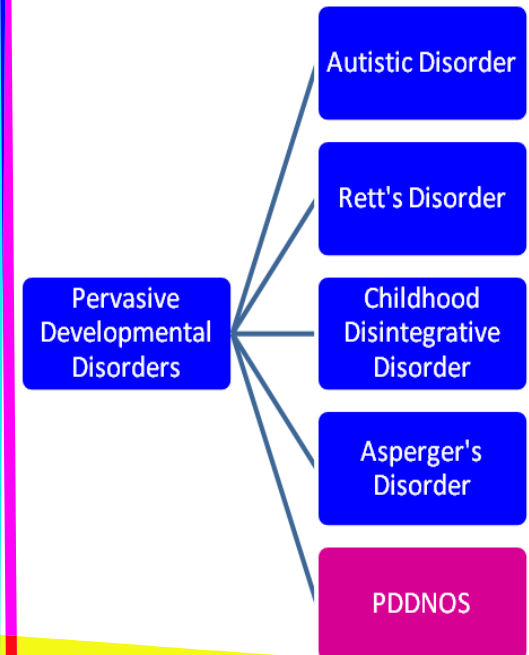 Autistic Disorder
Rett's Disorder
Pervasive
Developmental
Disorders
Childhood
Disintegrative
Disorder
Asperger's
Disorder
PDDNOS